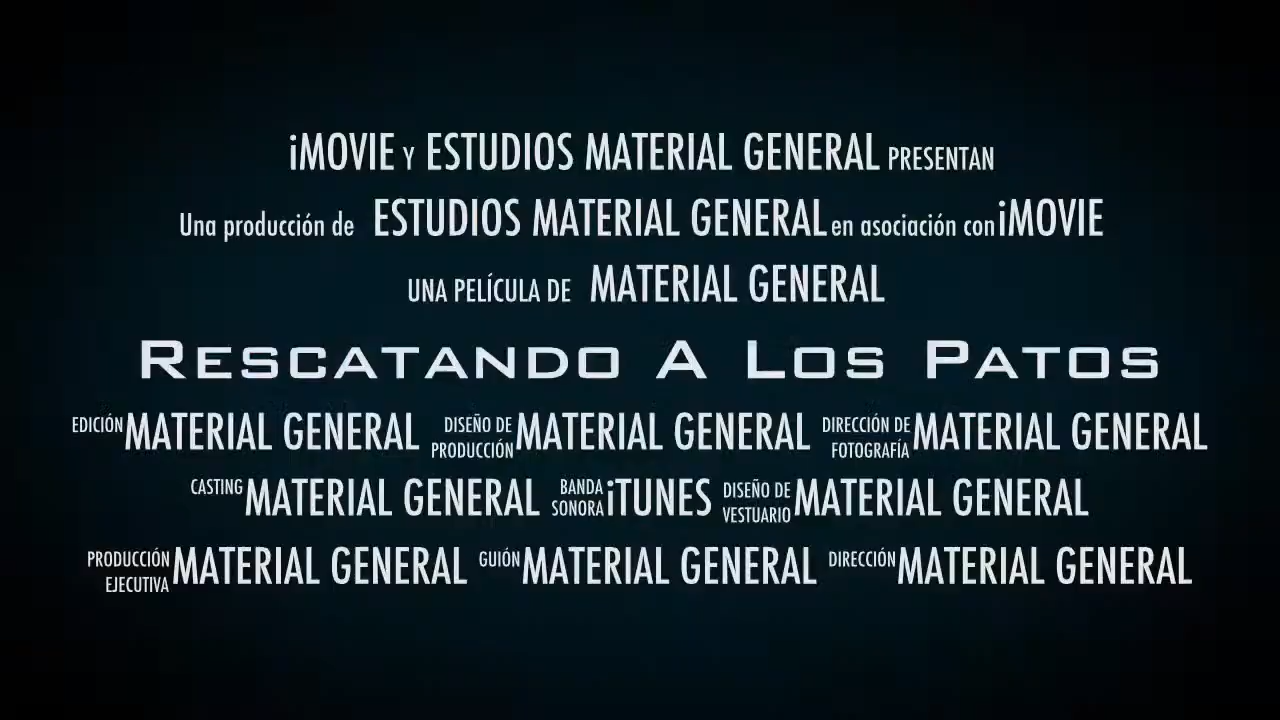 iMOVIE Y ESTUDIOS MATERIAL GENERAL PRESENTAN
Una producción de ESTUDIOS MATERIAL GENERAL en asociación con iMOVIE
UNA PELÍCULA DE MATERIAL GENERAL
RESCATANDO A LOS PATOS
EDICIÓN MATERIAL GENERAL DISEÑO DE PRODUCCIÓN MATERIAL GENERAL DIRECCIÓN DE FOTOGRAFÍA MATERIAL GENERAL
CASTING MATERIAL GENERAL BANDA SONORA iTUNES DISEÑO DE VESTUARIO MATERIAL GENERAL
PRODUCCIÓN EJECUTIVA MATERIAL GENERAL GUIÓN MATERIAL GENERAL DIRECCIÓN MATERIAL GENERAL